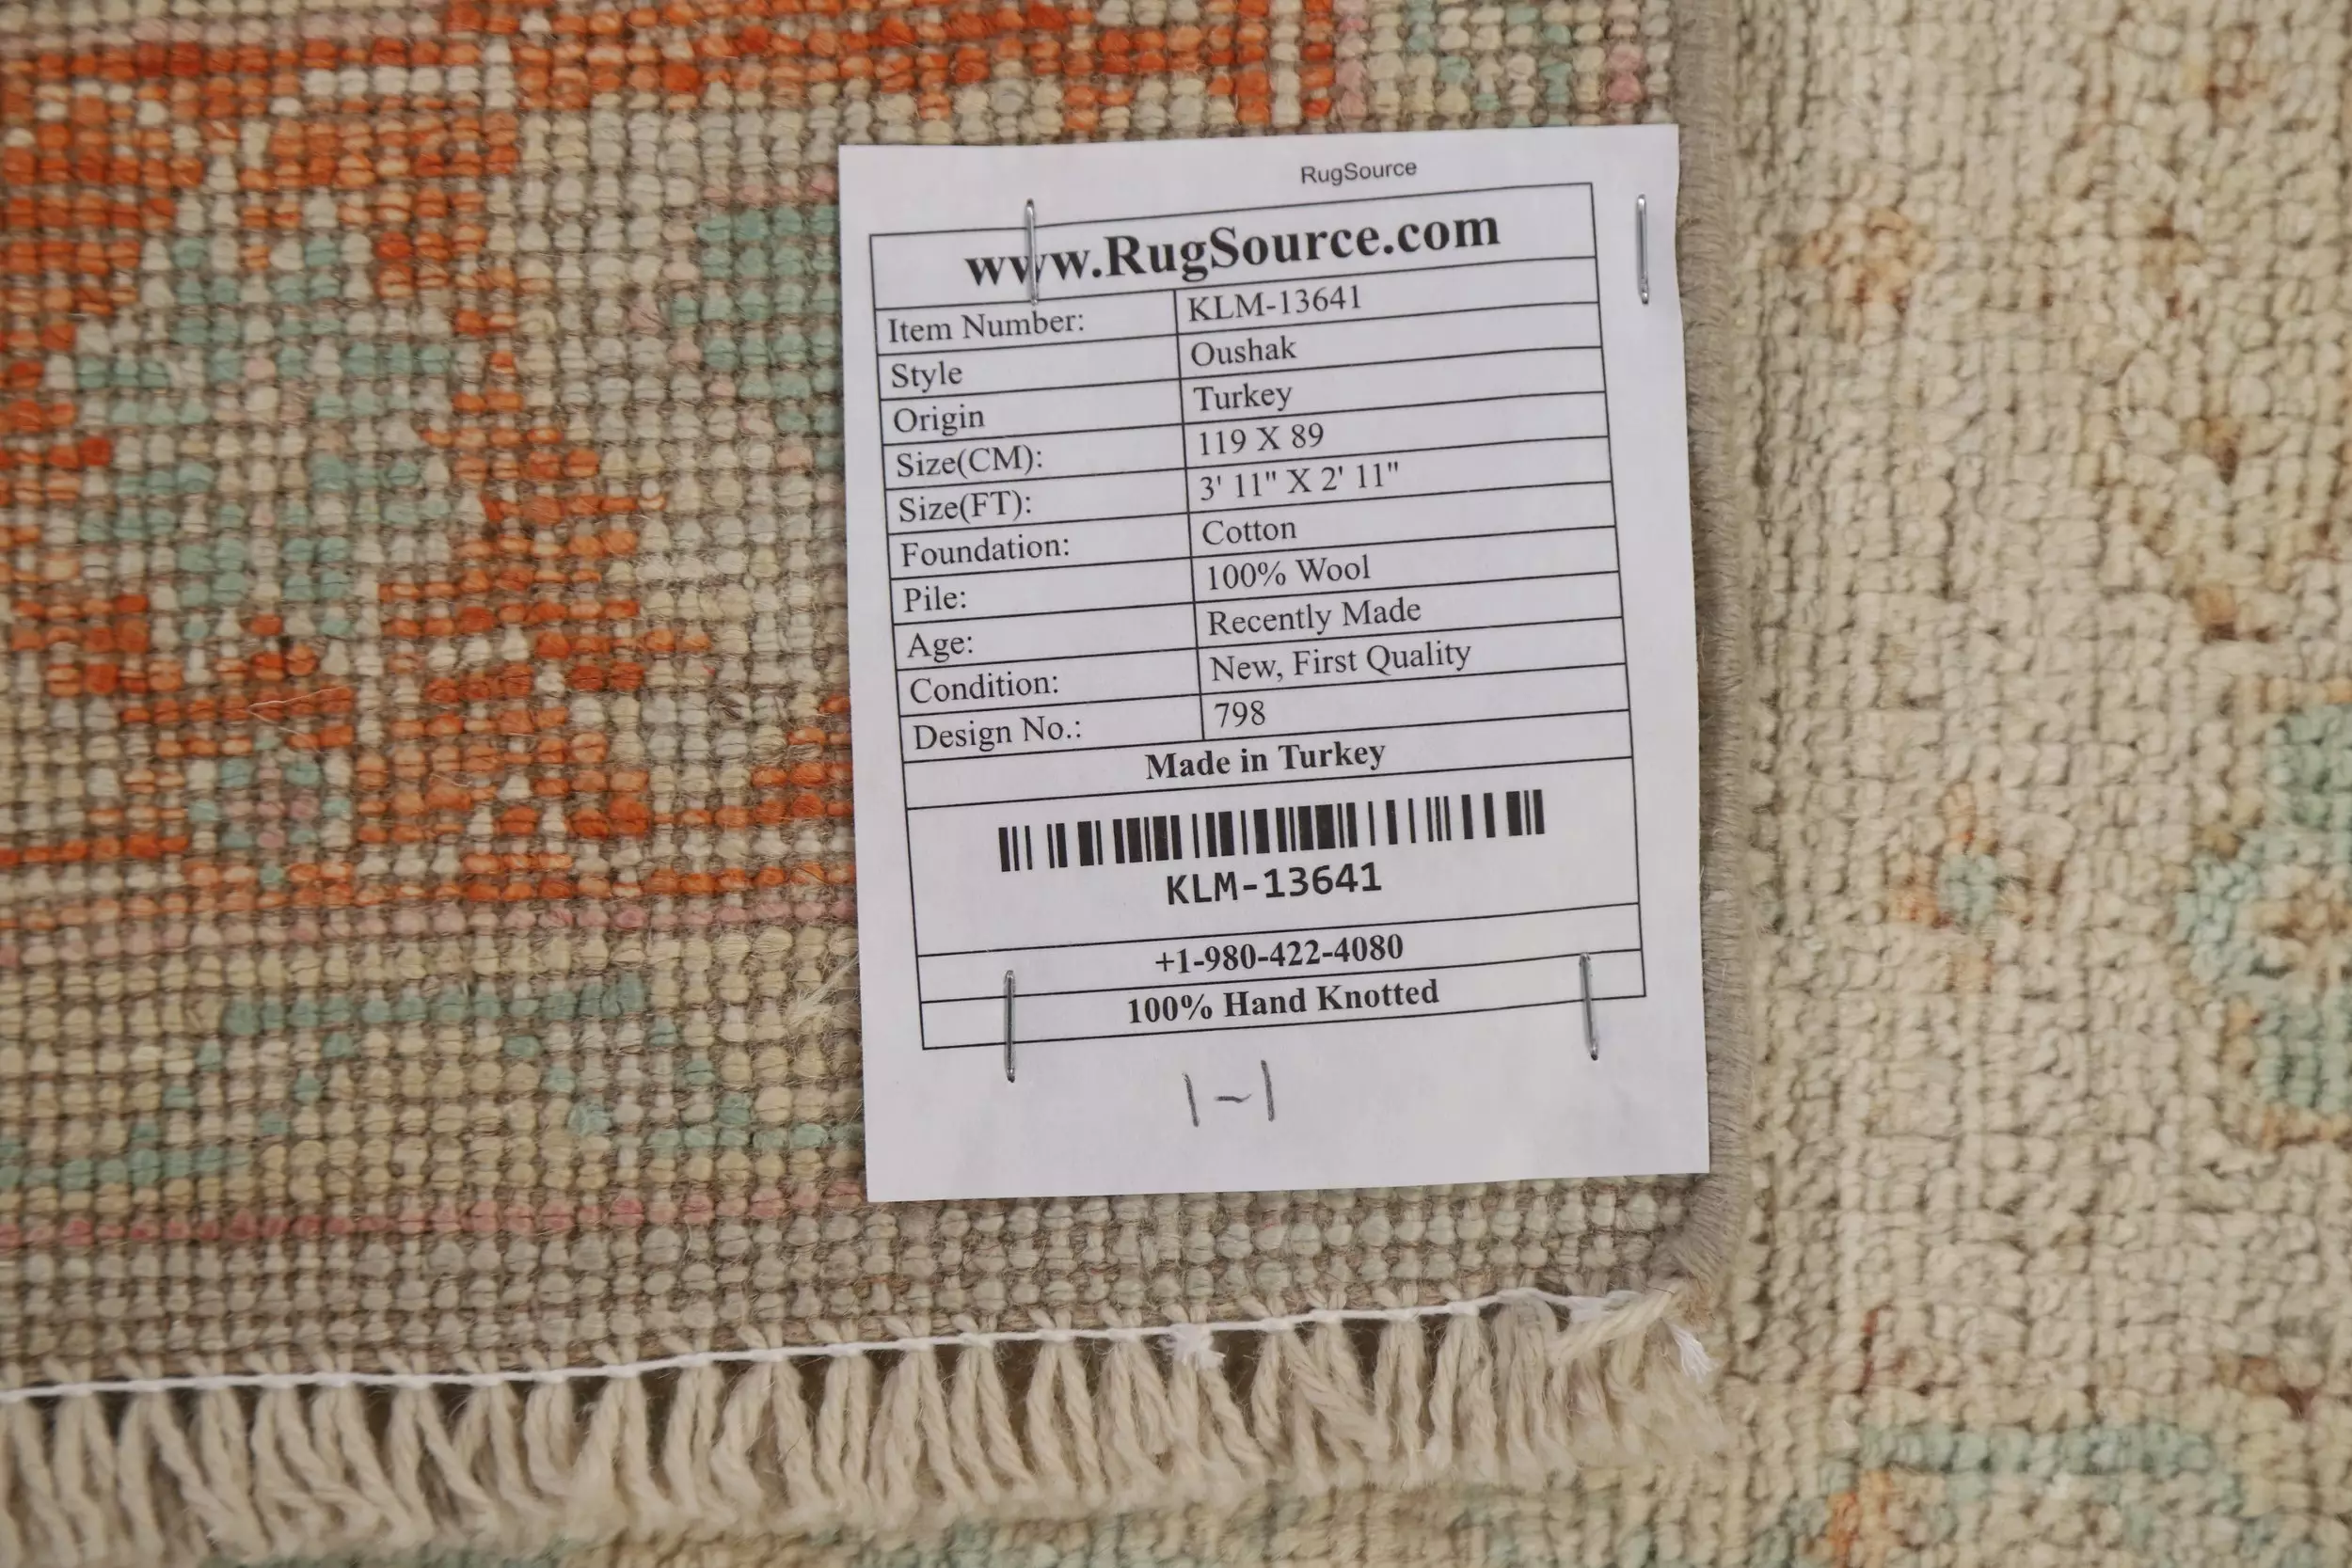 RugSource
www.RugSource.com
Item Number: KLM-13641
Style Oushak
Origin Turkey
Size(CM): 119 X 89
Size(FT): 3' 11" X 2' 11"
Foundation: Cotton
Pile: 100% Wool
Age: Recently Made
Condition: New, First Quality
Design No.: 798
Made in Turkey
KLM-13641
+1-980-422-4080
100% Hand Knotted
1-1